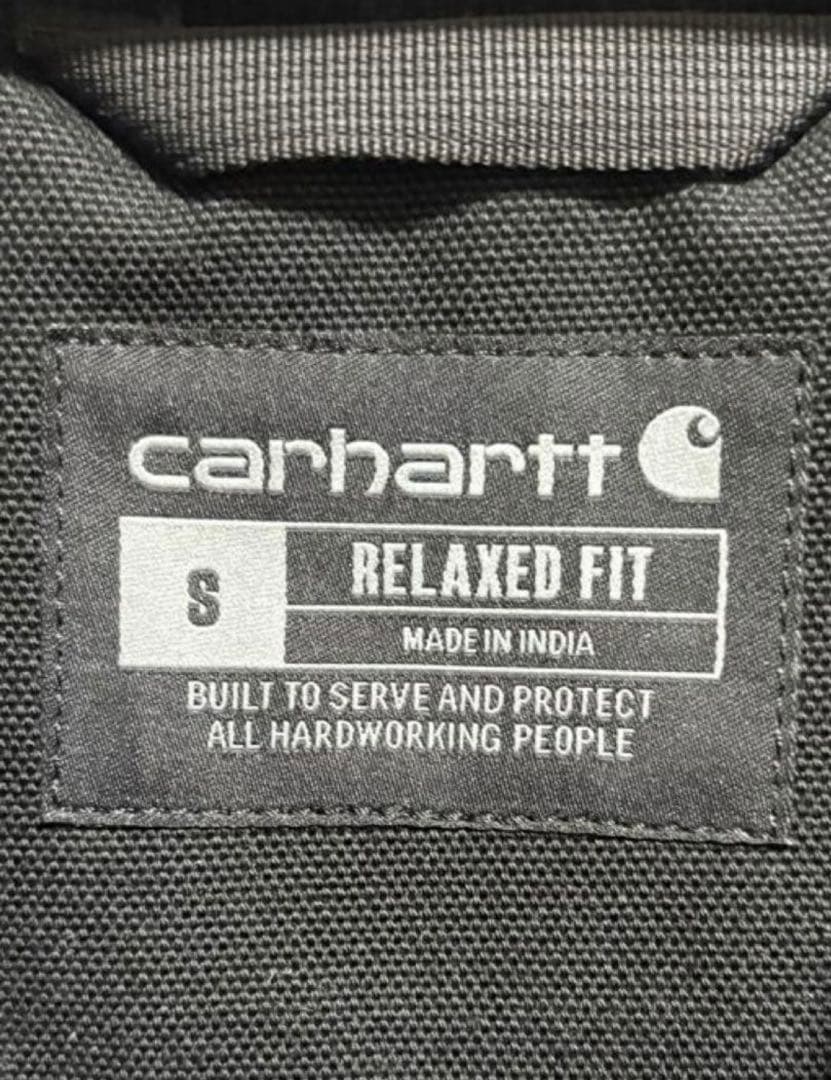 carhartt
S
RELAXED FIT
MADE IN INDIA
BUILT TO SERVE AND PROTECT
ALL HARDWORKING PEOPLE